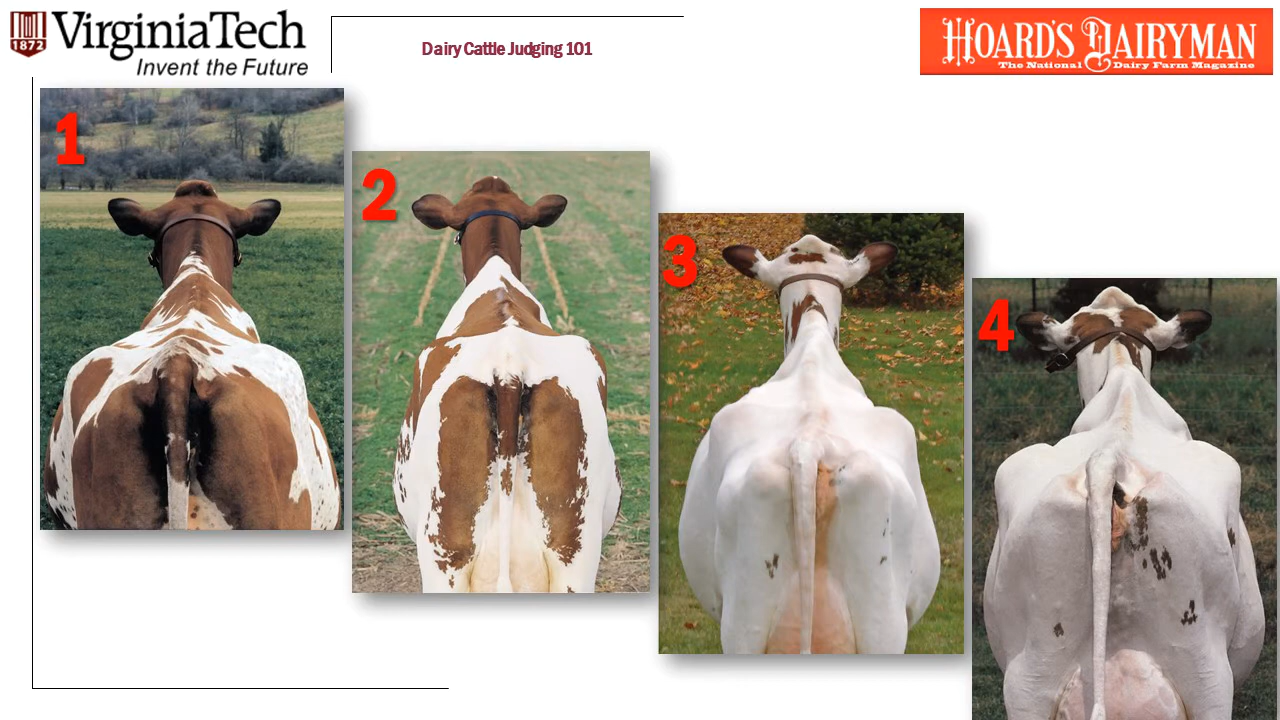 VirginiaTech
1872
Invent the Future
Dairy Cattle Judging 101
HOARD'S DAIRYMAN
The National Dairy Farm Magazine
1
2
3
4